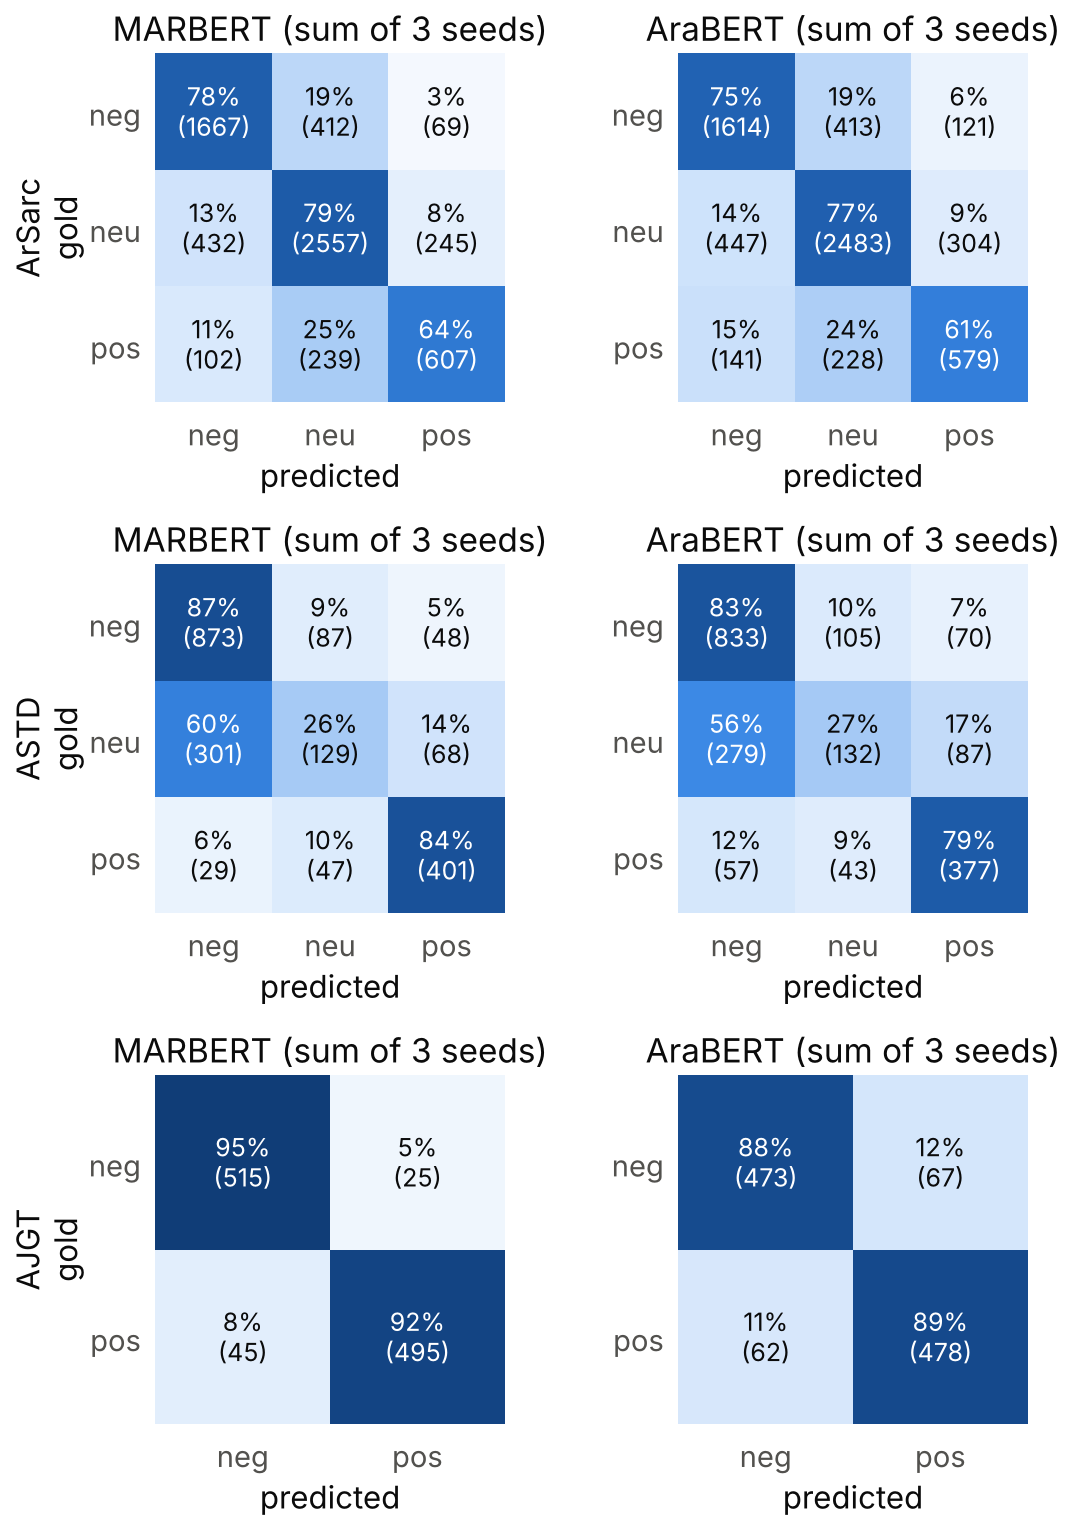 MARBERT (sum of 3 seeds)
AraBERT (sum of 3 seeds)
ArSarc
gold
neg
78%
(1667)
19%
(412)
3%
(69)
neu
13%
(432)
79%
(2557)
8%
(245)
pos
11%
(102)
25%
(239)
64%
(607)
neg
neu
pos
predicted
neg
75%
(1614)
19%
(413)
6%
(121)
neu
14%
(447)
77%
(2483)
9%
(304)
pos
15%
(141)
24%
(228)
61%
(579)
neg
neu
pos
predicted
MARBERT (sum of 3 seeds)
AraBERT (sum of 3 seeds)
ASTD
gold
neg
87%
(873)
9%
(87)
5%
(48)
neu
60%
(301)
26%
(129)
14%
(68)
pos
6%
(29)
10%
(47)
84%
(401)
neg
neu
pos
predicted
neg
83%
(833)
10%
(105)
7%
(70)
neu
56%
(279)
27%
(132)
17%
(87)
pos
12%
(57)
9%
(43)
79%
(377)
neg
neu
pos
predicted
MARBERT (sum of 3 seeds)
AraBERT (sum of 3 seeds)
AJGT
gold
neg
95%
(515)
5%
(25)
pos
8%
(45)
92%
(495)
neg
pos
predicted
neg
88%
(473)
12%
(67)
pos
11%
(62)
89%
(478)
neg
pos
predicted